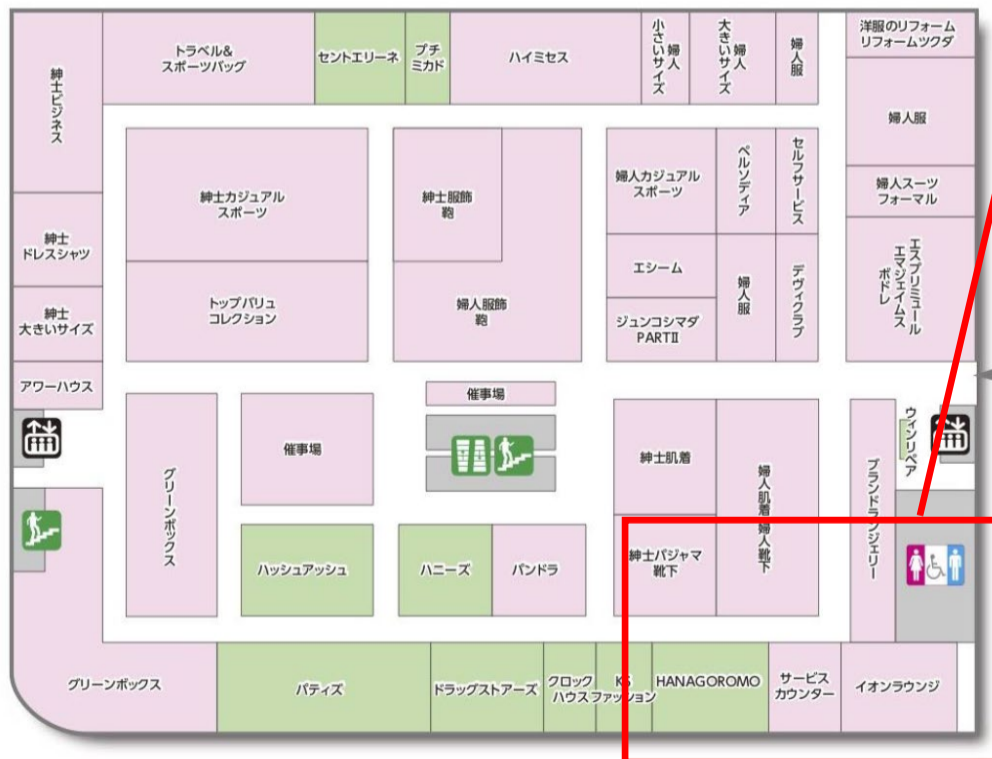 紳士ビジネス
トラベル&
スポーツバッグ
セントエリーネ
プチ
ミカド
ハイミセス
婦人
小さいサイズ
婦人
大きいサイズ
婦人服
洋服のリフォーム
リフォームツクダ
婦人服
婦人スーツ
フォーマル
エスプリミュール
エマジェイムス
ボドレ
紳士
ドレスシャツ
紳士
大きいサイズ
アワーハウス
紳士カジュアル
スポーツ
トップバリュ
コレクション
紳士服飾
鞄
婦人服飾
鞄
婦人カジュアル
スポーツ
ペルソディア
セルフサービス
エシーム
ジュンコシマダ
PARTII
婦人服
デヴィクラブ
催事場
グリーンボックス
催事場
紳士肌着
婦人肌着・婦人靴下
ブランドランジェリー
ウィンリペア
ハッシュアッシュ
ハニーズ
パンドラ
紳士パジャマ
靴下
グリーンボックス
パティズ
ドラッグストアーズ
クロック
ハウス
KS
ファッション
HANAGOROMO
サービス
カウンター
イオンラウンジ